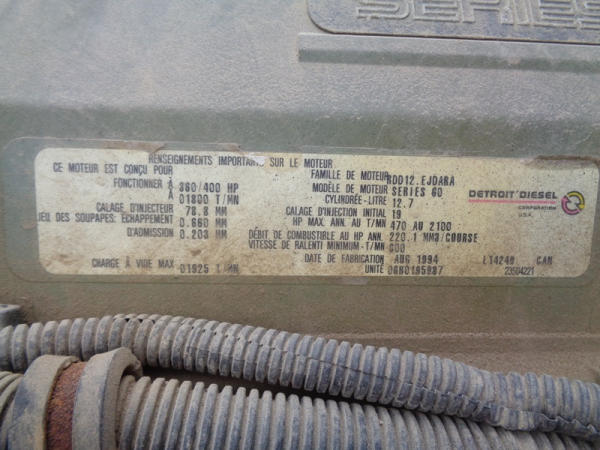 SERIES
RENSEIGNEMENTS IMPORTANTS SUR LE MOTEUR
CE MOTEUR EST CONÇU POUR
FONCTIONNER À 360/400 HP
À 01800 T/MN
CALAGE D'INJECTEUR 78.8 MM
JEU DES SOUPAPES: ÉCHAPPEMENT 0.660 MM
D'ADMISSION 0.203 MM
CHARGE À VIDE MAX 01925 T/MN
FAMILLE DE MOTEUR RDD12.EJDARA
MODÈLE DE MOTEUR SERIES 60
CYLINDRÉE-LITRE 12.7
CALAGE D'INJECTION INITIAL 19
HP MAX. ANN. AU T/MN 470 AU 2100
DÉBIT DE COMBUSTIBLE AU HP ANN. 220.1 MM3/COURSE
VITESSE DE RALENTI MINIMUM - T/MN 600
DATE DE FABRICATION AUG 1994 L14248 CAN
UNITÉ 06R0195987 23504221
DETROIT DIESEL
CORPORATION
U.S.A.